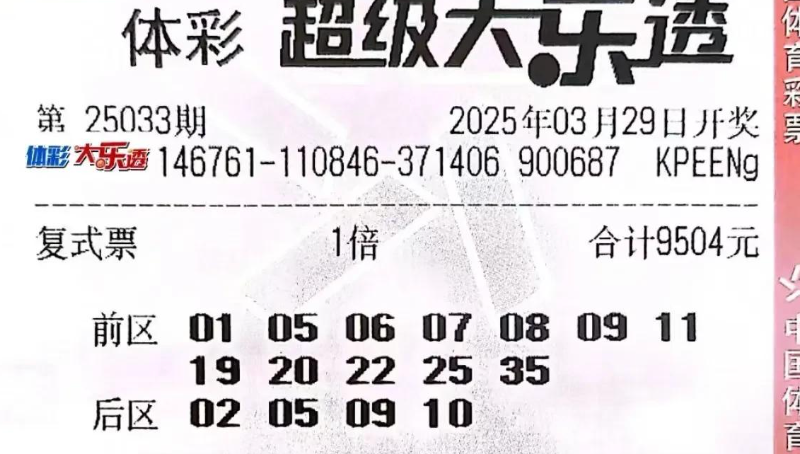 体彩 超级大乐透
第 25033期 2025年03月29日开奖
体彩 大乐透 146761-110846-371406 900687 KPEENg
复式票 1倍 合计9504元
前区 01 05 06 07 08 09 11
19 20 22 25 35
后区 02 05 09 10
体育彩票
中国体育